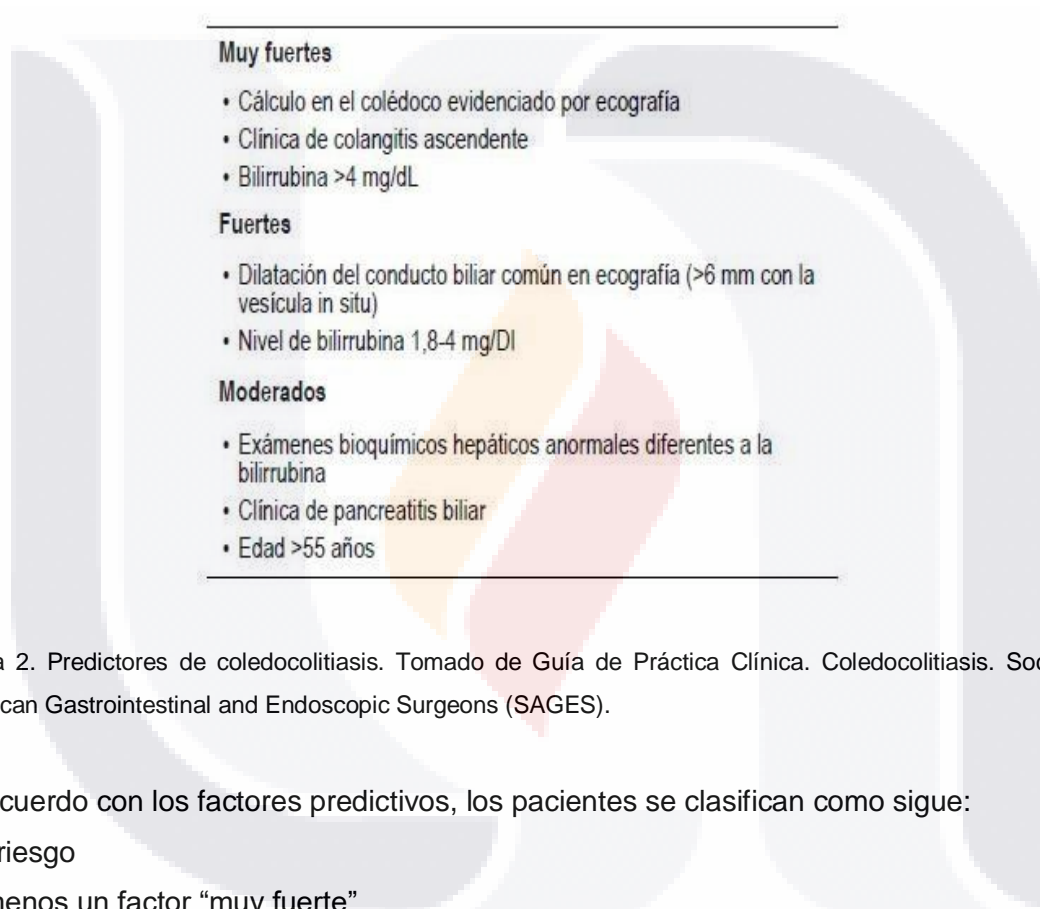 Muy fuertes
• Cálculo en el colédoco evidenciado por ecografía
• Clínica de colangitis ascendente
• Bilirrubina >4 mg/dL
Fuertes
• Dilatación del conducto biliar común en ecografía (>6 mm con la
vesícula in situ)
• Nivel de bilirrubina 1,8-4 mg/Dl
Moderados
• Exámenes bioquímicos hepáticos anormales diferentes a la
bilirrubina
• Clínica de pancreatitis biliar
• Edad >55 años
2. Predictores de coledocolitiasis. Tomado de Guía de Práctica Clínica. Coledocolitiasis.
Gastrointestinal and Endoscopic Surgeons (SAGES).
con los factores predictivos, los pacientes se clasifican como sigue:
riesgo
un factor “muy fuerte”